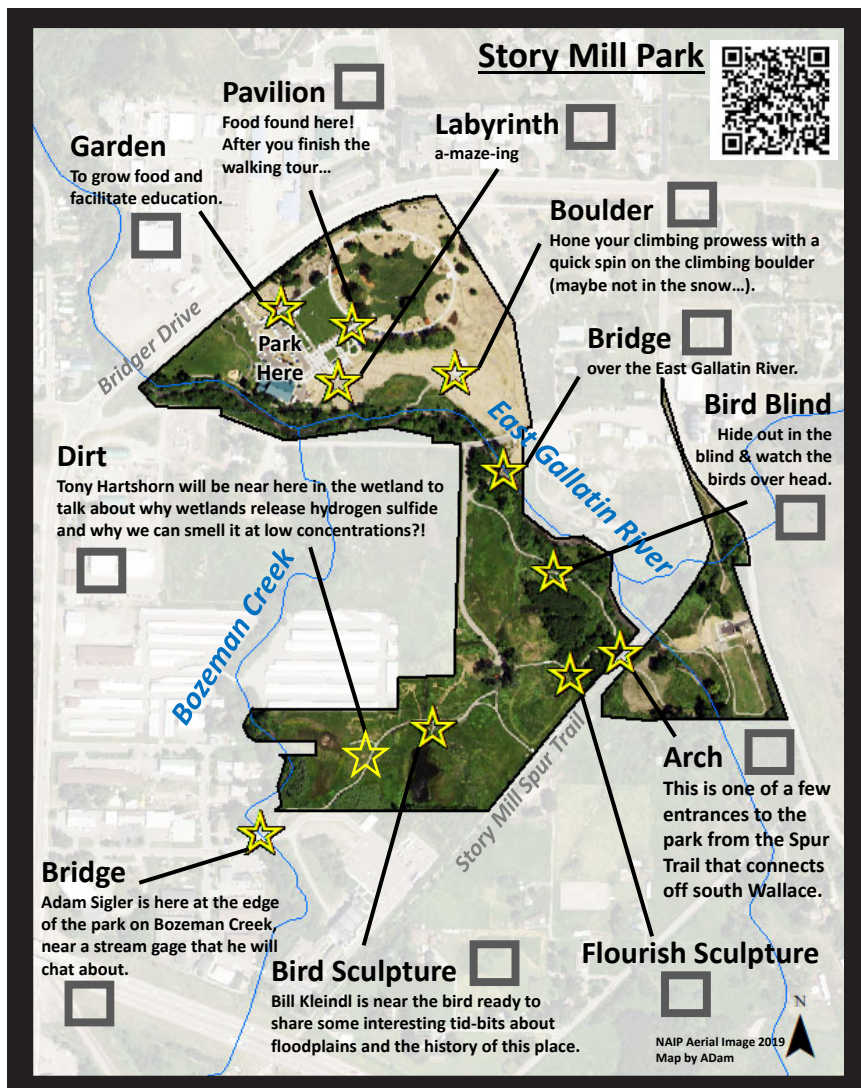 Story Mill Park
Pavilion
Food found here!
After you finish the
walking tour…
Labyrinth
a-maze-ing
Garden
To grow food and
facilitate education.
Boulder
Hone your climbing prowess with a
quick spin on the climbing boulder
(maybe not in the snow…).
Bridger Drive
Park
Here
Bridge
over the East Gallatin River.
East Gallatin River
Bird Blind
Hide out in the
blind & watch the
birds over head.
Dirt
Tony Hartshorn will be near here in the wetland to
talk about why wetlands release hydrogen sulfide
and why we can smell it at low concentrations?!
Bozeman Creek
Story Mill Spur Trail
Arch
This is one of a few
entrances to the
park from the Spur
Trail that connects
off south Wallace.
Bridge
Adam Sigler is here at the edge
of the park on Bozeman Creek,
near a stream gage that he will
chat about.
Bird Sculpture
Bill Kleindl is near the bird ready to
share some interesting tid-bits about
floodplains and the history of this place.
Flourish Sculpture
N
NAIP Aerial Image 2019
Map by ADam